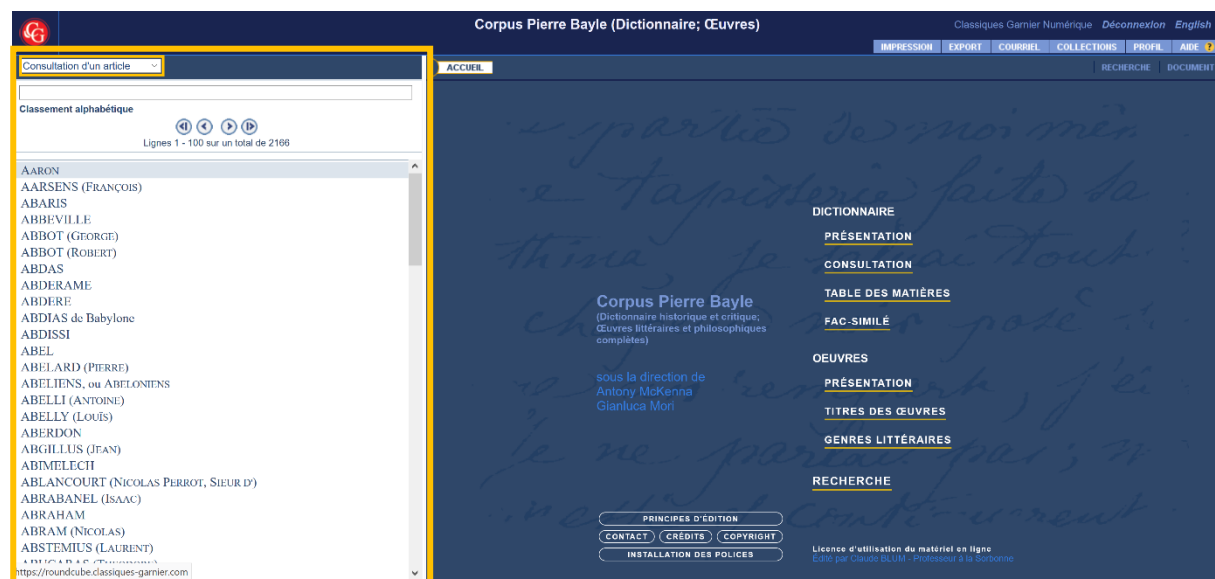 CG
Corpus Pierre Bayle (Dictionnaire; Œuvres)
Classiques Garnier Numérique Déconnexion English
IMPRESSION EXPORT COURRIEL COLLECTIONS PROFIL AIDE ?
Consultation d'un article
ACCUEIL
RECHERCHE DOCUMENT
Classement alphabétique
Lignes 1 - 100 sur un total de 2166
AARON
AARSENS (FRANÇOIS)
ABARIS
ABBEVILLE
ABBOT (GEORGE)
ABBOT (ROBERT)
ABDAS
ABDERAME
ABDERE
ABDIAS de Babylone
ABDISSI
ABEL
ABELARD (PIERRE)
ABELIENS, ou ABELONIENS
ABELLI (ANTOINE)
ABELLY (LOUÏS)
ABERDON
ABGILLUS (JEAN)
ABIMELECH
ABLANCOURT (NICOLAS PERROT, SIEUR D')
ABRABANEL (ISAAC)
ABRAHAM
ABRAM (NICOLAS)
ABSTEMIUS (LAURENT)
https://roundcube.classiques-garnier.com
Corpus Pierre Bayle
(Dictionnaire historique et critique;
Œuvres littéraires et philosophiques
complètes)
sous la direction de
Antony McKenna
Gianluca Mori
DICTIONNAIRE
PRÉSENTATION
CONSULTATION
TABLE DES MATIÈRES
FAC-SIMILÉ
OEUVRES
PRÉSENTATION
TITRES DES ŒUVRES
GENRES LITTÉRAIRES
RECHERCHE
PRINCIPES D'ÉDITION
CONTACT CRÉDITS COPYRIGHT
INSTALLATION DES POLICES
Licence d'utilisation du matériel en ligne
Édité par Claude BLUM - Professeur à la Sorbonne